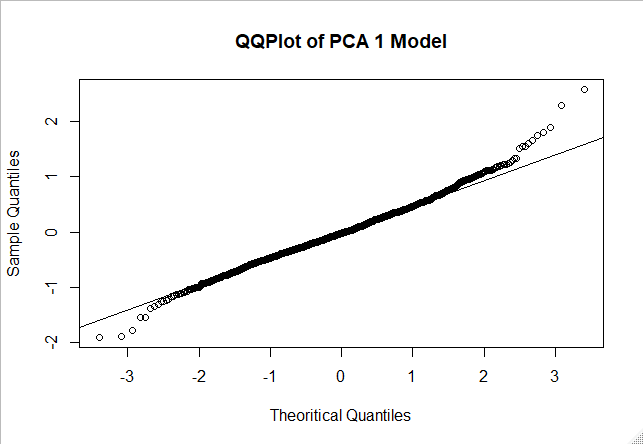 QQPlot of PCA 1 Model
Sample Quantiles
2
1
0
-1
-2
-3 -2 -1 0 1 2 3
Theoritical Quantiles